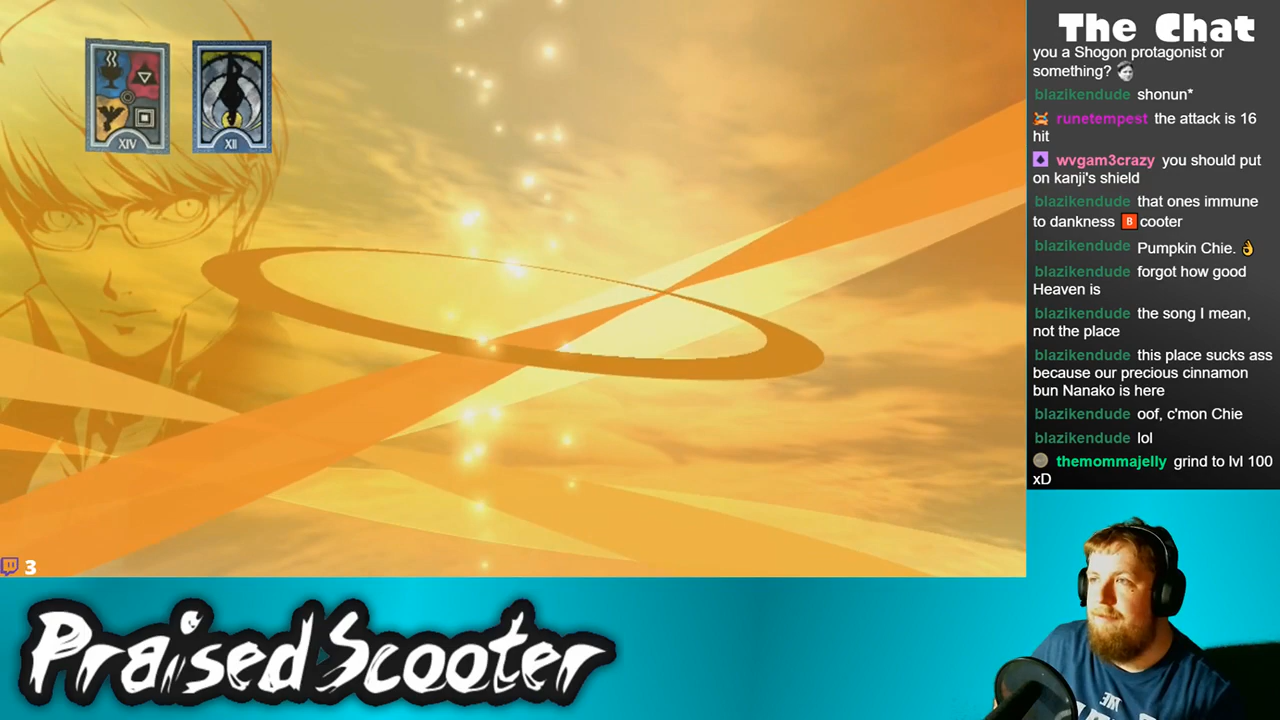 The Chat
you a Shogon protagonist or
something?
blazikendude shonun*
runetempest the attack is 16
hit
wvgam3crazy you should put
on kanji's shield
blazikendude that ones immune
to dankness B cooter
blazikendude Pumpkin Chie. 👌
blazikendude forgot how good
Heaven is
blazikendude the song I mean,
not the place
blazikendude this place sucks ass
because our precious cinnamon
bun Nanako is here
blazikendude oof, c'mon Chie
blazikendude lol
themommajelly grind to lvl 100
xD
XIV
XII
3
PraisedScooter